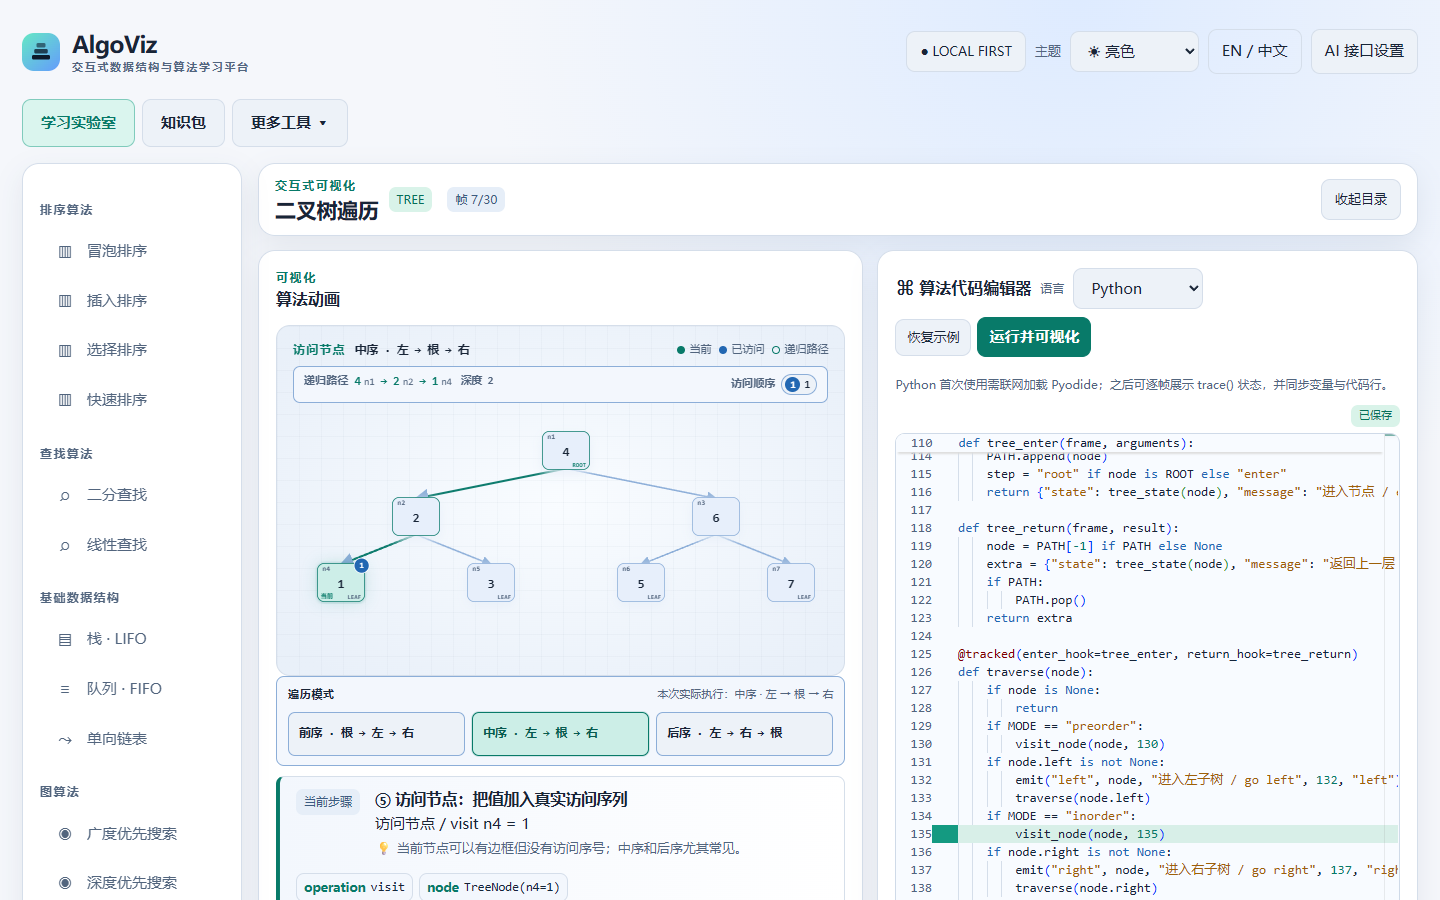 AlgoViz
交互式数据结构与算法学习平台
● LOCAL FIRST
主题
☀ 亮色
EN / 中文
AI 接口设置
学习实验室
知识包
更多工具 ▼
排序算法
冒泡排序
插入排序
选择排序
快速排序
查找算法
二分查找
线性查找
基础数据结构
栈 · LIFO
队列 · FIFO
单向链表
图算法
广度优先搜索
深度优先搜索
交互式可视化
二叉树遍历
TREE
帧 7/30
收起目录
可视化
算法动画
访问节点 中序 · 左 → 根 → 右
当前 已访问 递归路径
递归路径 4 n1 → 2 n2 → 1 n4 深度 2
访问顺序 1 1
n1
4
ROOT
n2
2
n3
6
n4
1
1
当前 LEAF
n5
3
LEAF
n6
5
LEAF
n7
7
LEAF
遍历模式
本次实际执行：中序 · 左 → 根 → 右
前序 · 根 → 左 → 右
中序 · 左 → 根 → 右
后序 · 左 → 右 → 根
当前步骤
⑤ 访问节点：把值加入真实访问序列
访问节点 / visit n4 = 1
💡 当前节点可以有边框但没有访问序号；中序和后序尤其常见。
operation visit
node TreeNode(n4=1)
⌘ 算法代码编辑器
语言
Python
恢复示例
运行并可视化
Python 首次使用需联网加载 Pyodide；之后可逐帧展示 trace() 状态，并同步变量与代码行。
已保存
110 def tree_enter(frame, arguments):
114 PATH.append(node)
115 step = "root" if node is ROOT else "enter"
116 return {"state": tree_state(node), "message": "进入节点 /
117
118 def tree_return(frame, result):
119 node = PATH[-1] if PATH else None
120 extra = {"state": tree_state(node), "message": "返回上一层
121 if PATH:
122 PATH.pop()
123 return extra
124
125 @tracked(enter_hook=tree_enter, return_hook=tree_return)
126 def traverse(node):
127 if node is None:
128 return
129 if MODE == "preorder":
130 visit_node(node, 130)
131 if node.left is not None:
132 emit("left", node, "进入左子树 / go left", 132, "left"
133 traverse(node.left)
134 if MODE == "inorder":
135 visit_node(node, 135)
136 if node.right is not None:
137 emit("right", node, "进入右子树 / go right", 137, "righ
138 traverse(node.right)